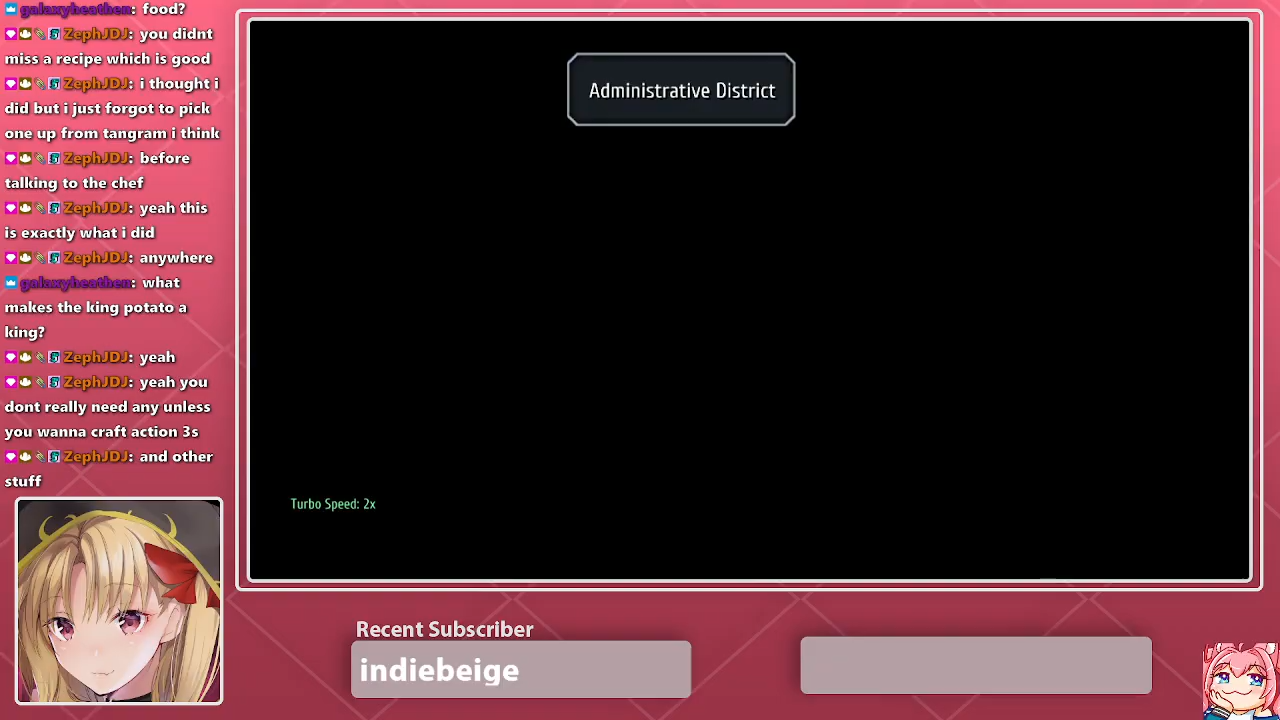 galaxyheathen: food?
ZephJDJ: you didnt
miss a recipe which is good
ZephJDJ: i thought i
did but i just forgot to pick
one up from tangram i think
ZephJDJ: before
talking to the chef
ZephJDJ: yeah this
is exactly what i did
ZephJDJ: anywhere
galaxyheathen: what
makes the king potato a
king?
ZephJDJ: yeah
ZephJDJ: yeah you
dont really need any unless
you wanna craft action 3s
ZephJDJ: and other
stuff
Administrative District
Turbo Speed: 2x
Recent Subscriber
indiebeige